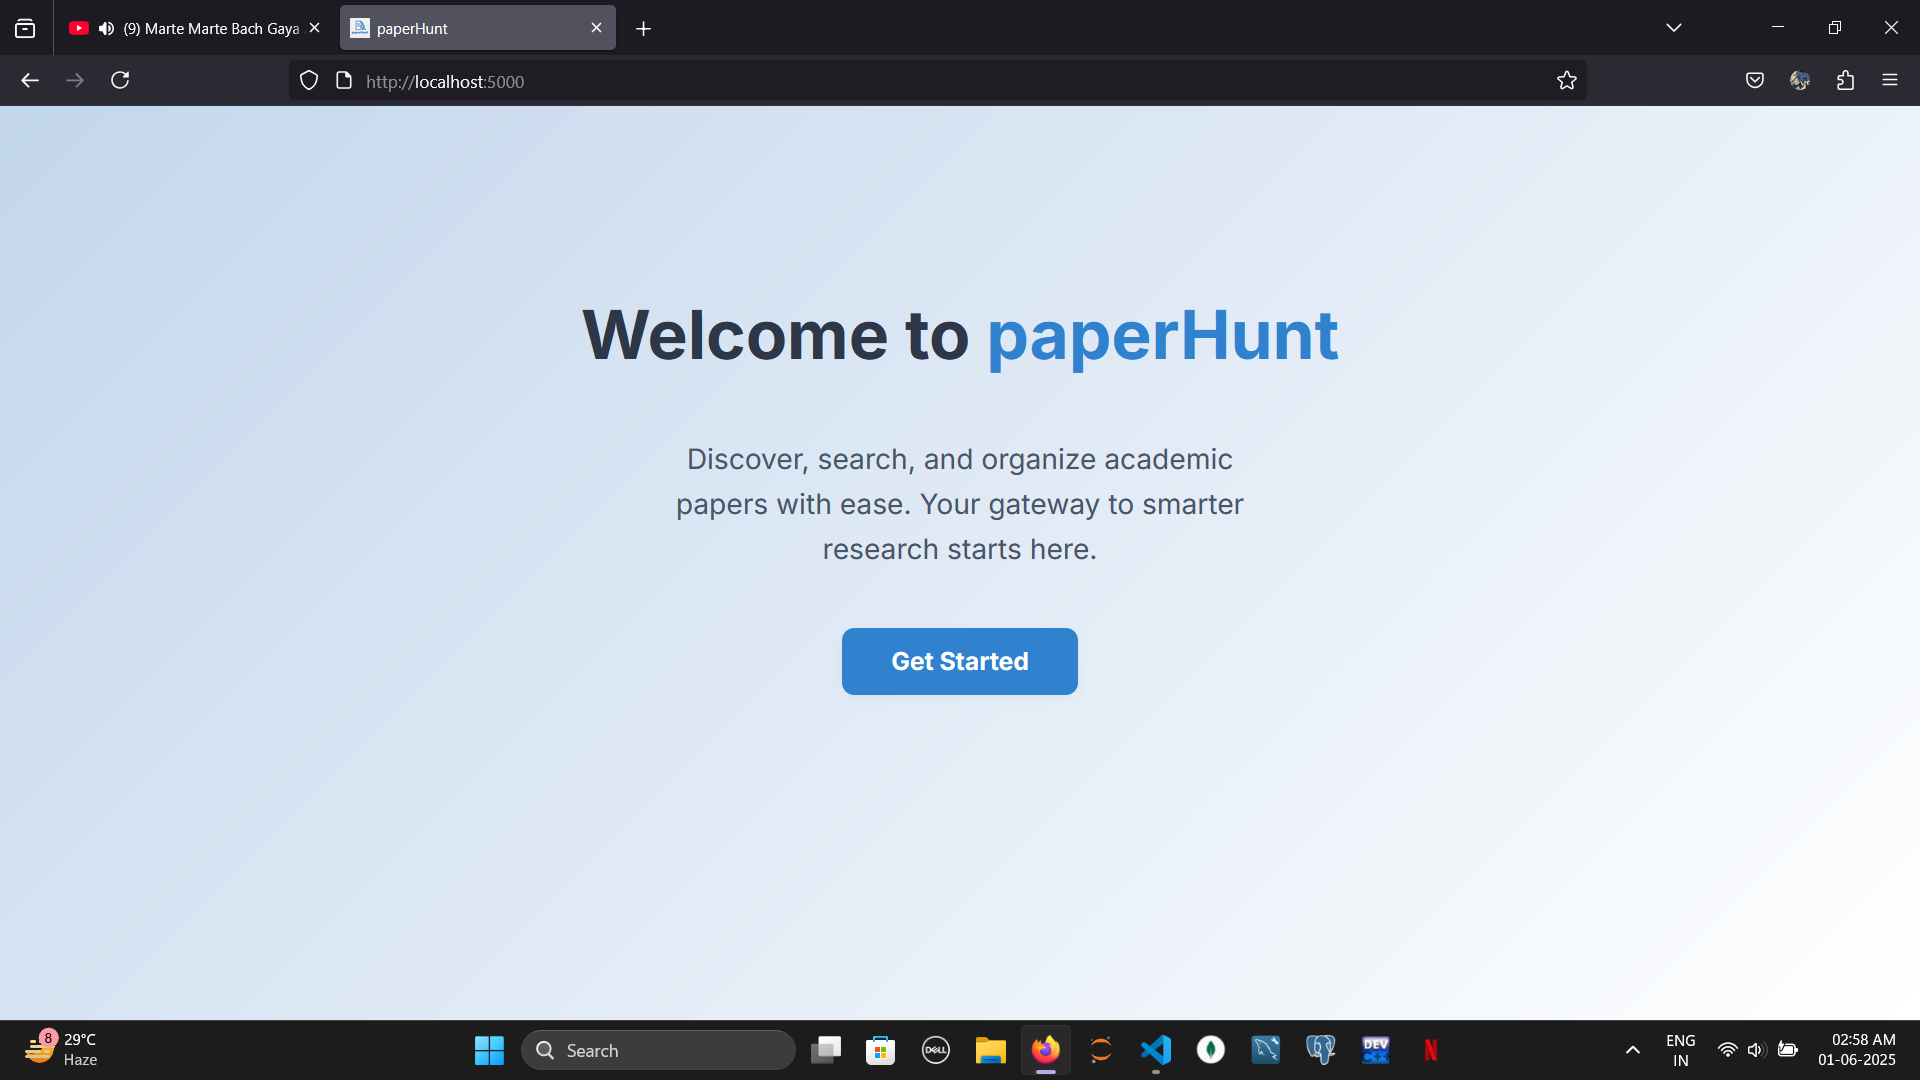 (9) Marte Marte Bach Gaya
paperHunt
http://localhost:5000
Welcome to paperHunt
Discover, search, and organize academic
papers with ease. Your gateway to smarter
research starts here.
Get Started
8
29°C
Haze
Search
DELL
DEV
C++
N
ENG
IN
02:58 AM
01-06-2025